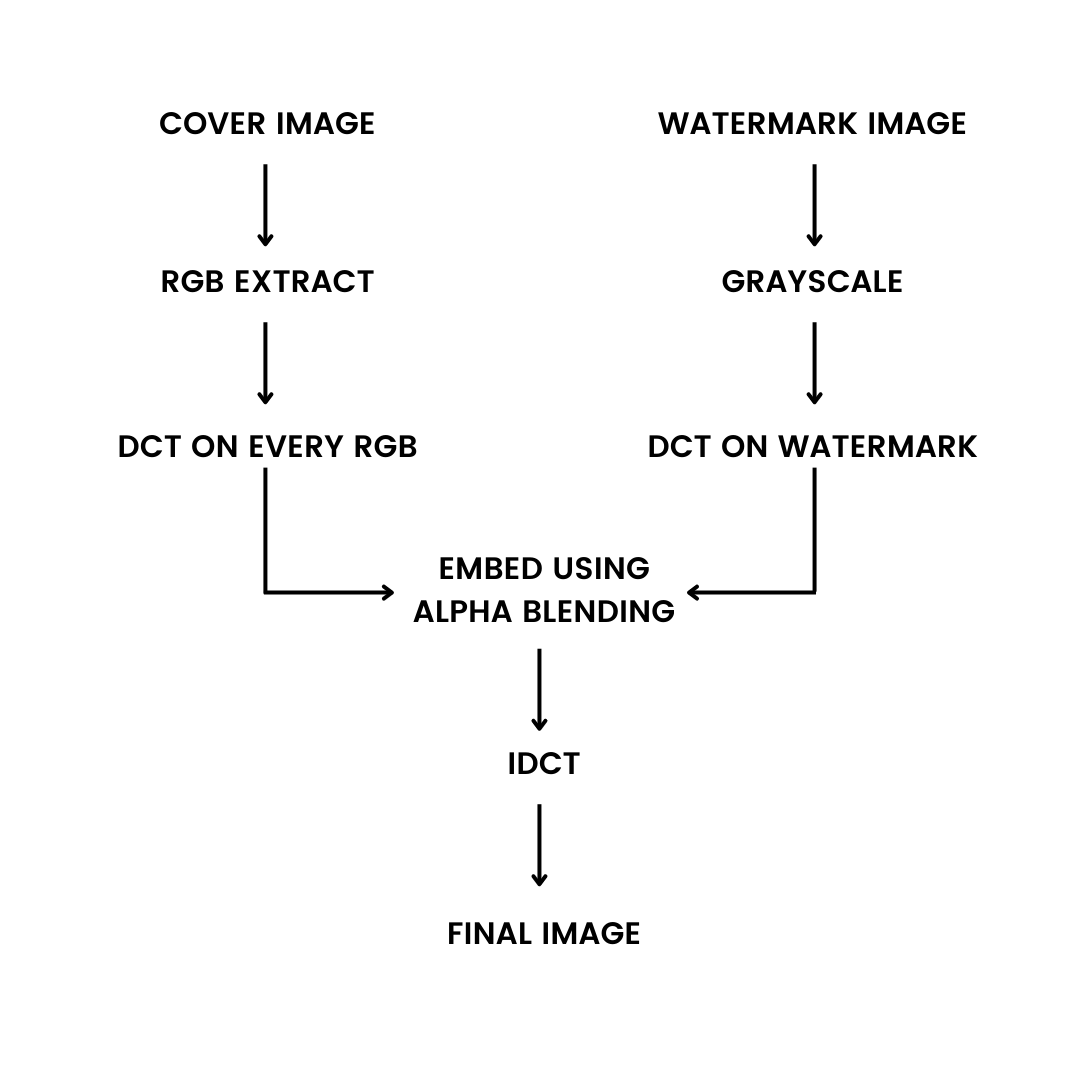 COVER IMAGE
WATERMARK IMAGE
RGB EXTRACT
GRAYSCALE
DCT ON EVERY RGB
DCT ON WATERMARK
EMBED USING
ALPHA BLENDING
IDCT
FINAL IMAGE